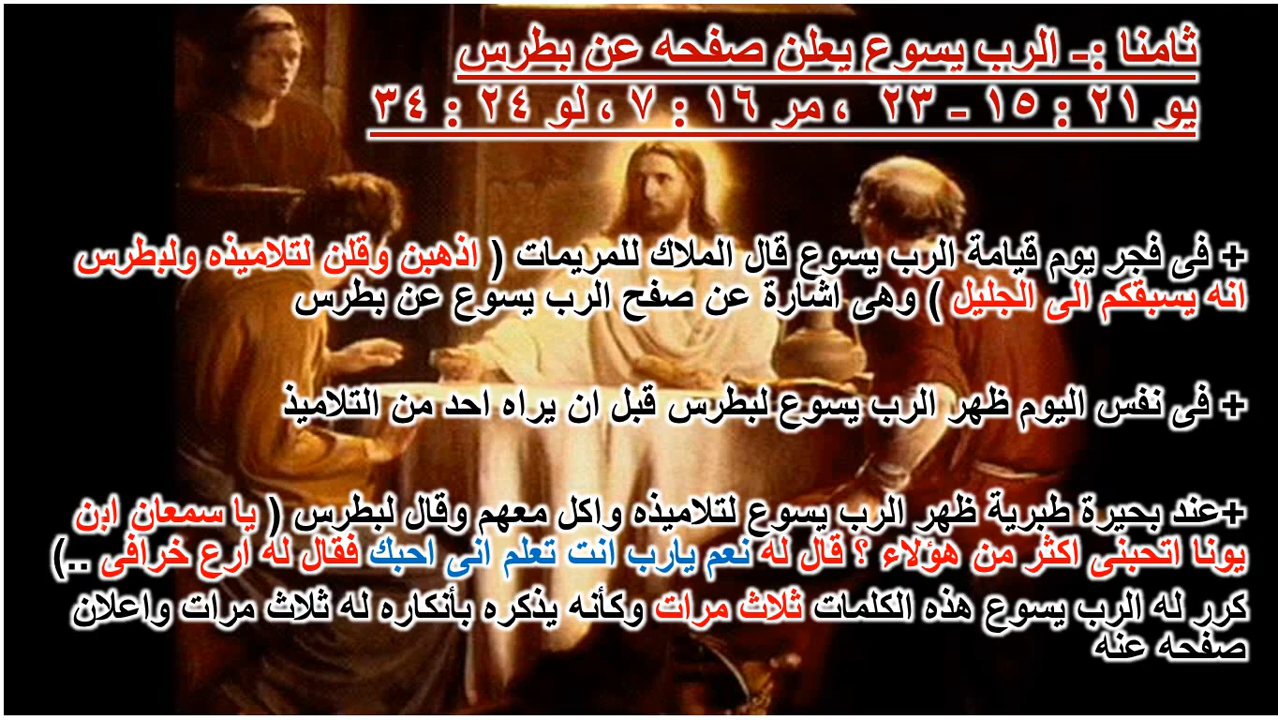 ثامنا :- الرب يسوع يعلن صفحه عن بطرس
يو ٢١ : ١٥ - ٢٣ ، مر ١٦ : ٧ ، لو ٢٤ : ٣٤
+ فى فجر يوم قيامة الرب يسوع قال الملاك للمريمات ( اذهبن وقلن لتلاميذه ولبطرس
انه يسبقكم الى الجليل ) وهى اشارة عن صفح الرب يسوع عن بطرس
+ فى نفس اليوم ظهر الرب يسوع لبطرس قبل ان يراه احد من التلاميذ
+عند بحيرة طبرية ظهر الرب يسوع لتلاميذه واكل معهم وقال لبطرس ( يا سمعان ابن
يونا اتحبنى اكثر من هؤلاء ؟ قال له نعم يارب انت تعلم انى احبك فقال له ارع خرافى ..)
كرر له الرب يسوع هذه الكلمات ثلاث مرات وكأنه يذكره بأنكاره له ثلاث مرات واعلان
صفحه عنه